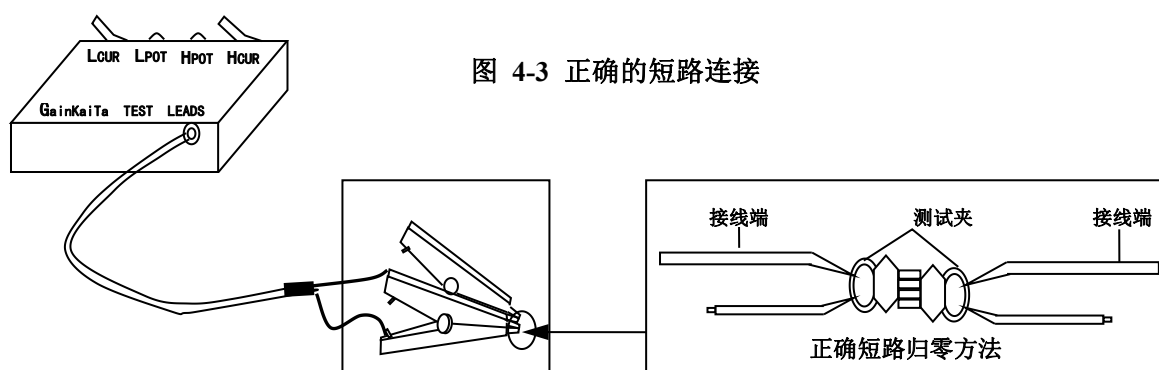 LCUR LPOT HPOT HCUR
图 4-3 正确的短路连接
GainKaiTa TEST LEADS
接线端 测试夹 接线端
正确短路归零方法